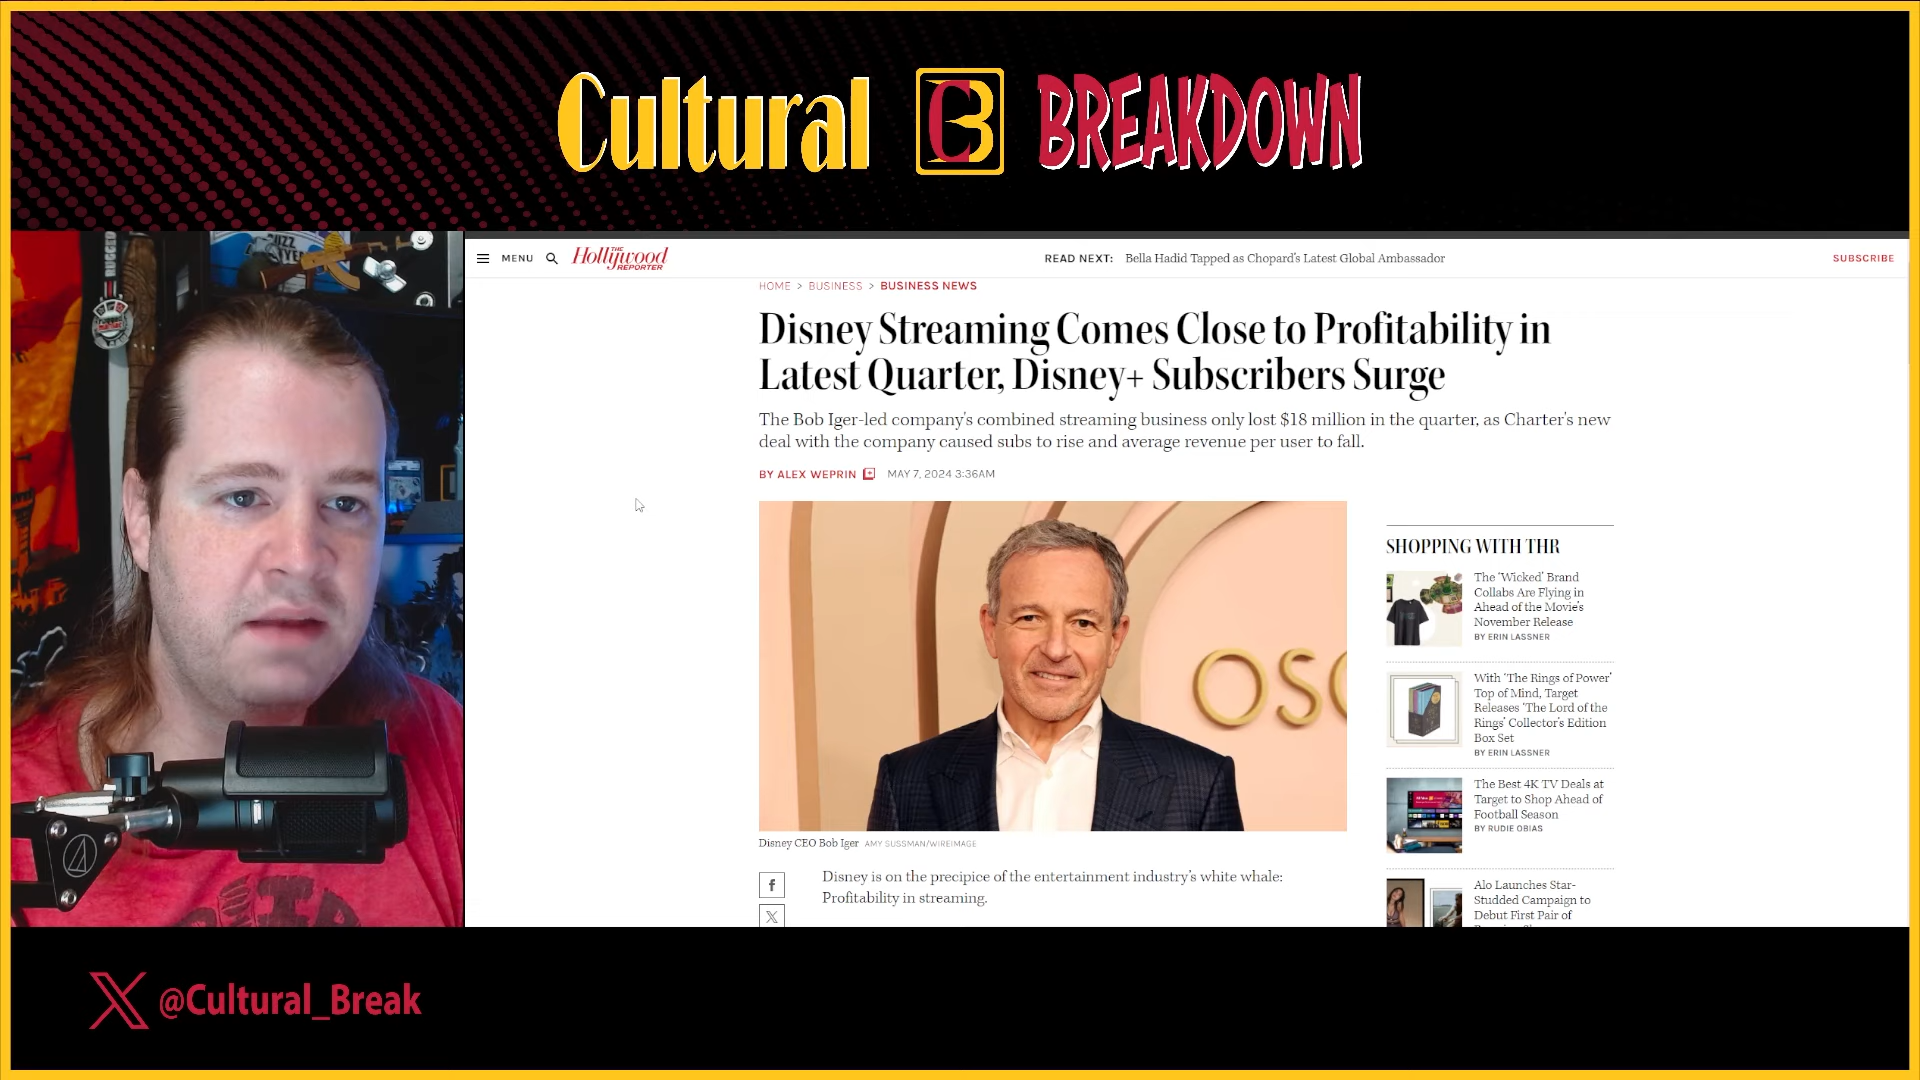 Cultural CB BREAKDOWN
MENU
The Hollywood REPORTER
READ NEXT: Bella Hadid Tapped as Chopard's Latest Global Ambassador
SUBSCRIBE
HOME > BUSINESS > BUSINESS NEWS
Disney Streaming Comes Close to Profitability in
Latest Quarter, Disney+ Subscribers Surge
The Bob Iger-led company's combined streaming business only lost $18 million in the quarter, as Charter's new
deal with the company caused subs to rise and average revenue per user to fall.
BY ALEX WEPRIN + MAY 7, 2024 3:36AM
OSC
Disney CEO Bob Iger AMY SUSSMAN/WIREIMAGE
f
X
Disney is on the precipice of the entertainment industry's white whale:
Profitability in streaming.
SHOPPING WITH THR
The 'Wicked' Brand
Collabs Are Flying in
Ahead of the Movie's
November Release
BY ERIN LASSNER
With 'The Rings of Power'
Top of Mind, Target
Releases 'The Lord of the
Rings' Collector's Edition
Box Set
BY ERIN LASSNER
The Best 4K TV Deals at
Target to Shop Ahead of
Football Season
BY RUDIE OBIAS
Alo Launches Star-
Studded Campaign to
Debut First Pair of
X @Cultural_Break